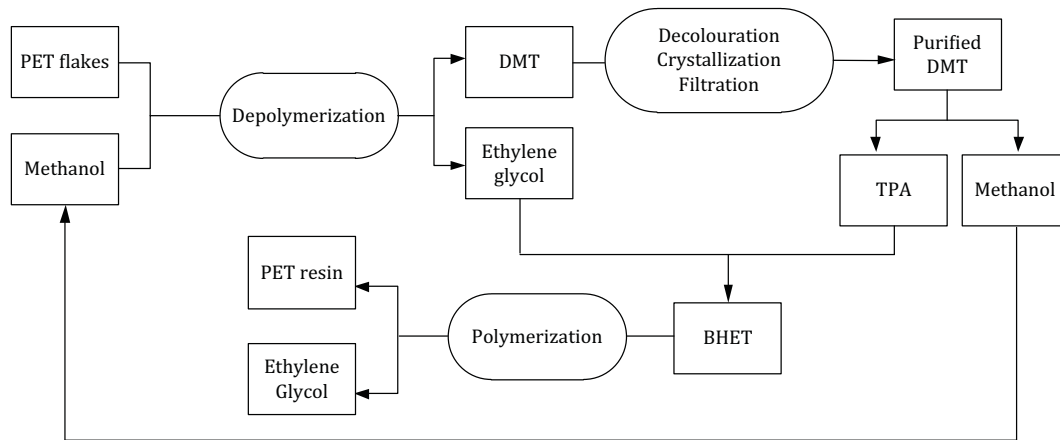 PET flakes
Methanol
Depolymerization
DMT
Ethylene
glycol
Decolouration
Crystallization
Filtration
Purified
DMT
TPA
Methanol
BHET
Polymerization
PET resin
Ethylene
Glycol